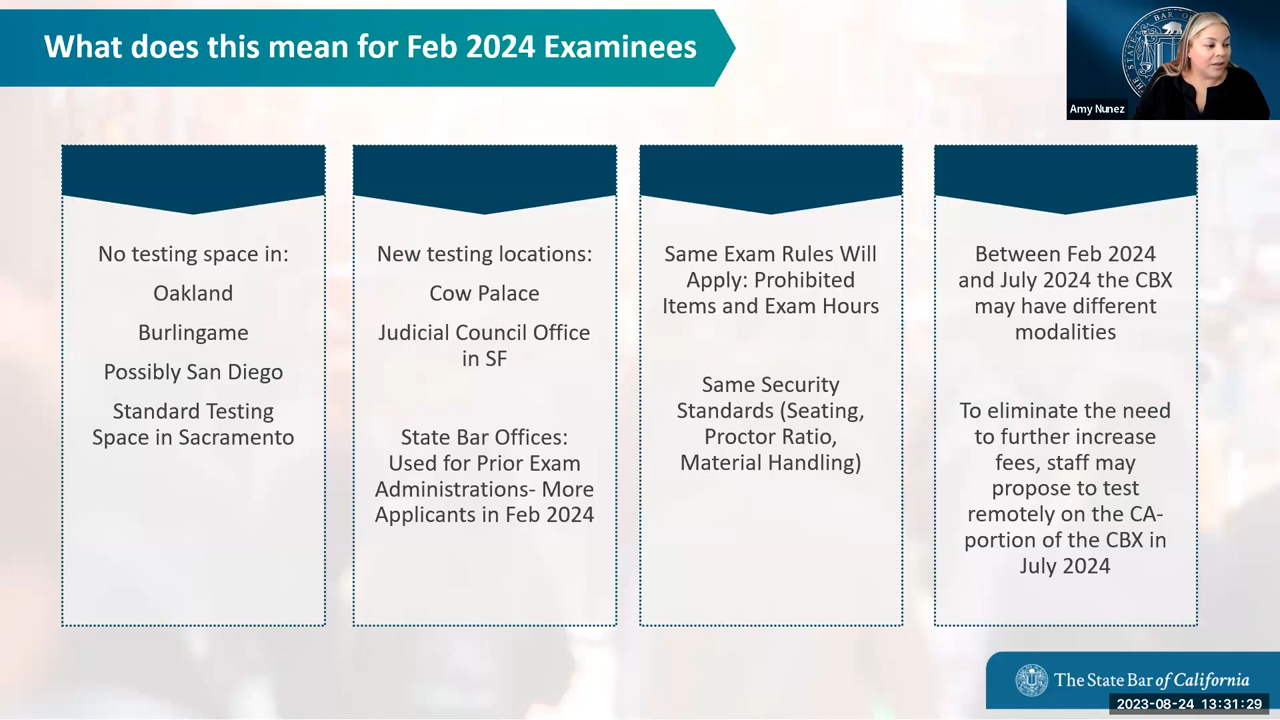 What does this mean for Feb 2024 Examinees
Amy Nunez
No testing space in:
Oakland
Burlingame
Possibly San Diego
Standard Testing
Space in Sacramento
New testing locations:
Cow Palace
Judicial Council Office
in SF
State Bar Offices:
Used for Prior Exam
Administrations- More
Applicants in Feb 2024
Same Exam Rules Will
Apply: Prohibited
Items and Exam Hours
Same Security
Standards (Seating,
Proctor Ratio,
Material Handling)
Between Feb 2024
and July 2024 the CBX
may have different
modalities
To eliminate the need
to further increase
fees, staff may
propose to test
remotely on the CA-
portion of the CBX in
July 2024
The State Bar of California
2023-08-24 13:31:29